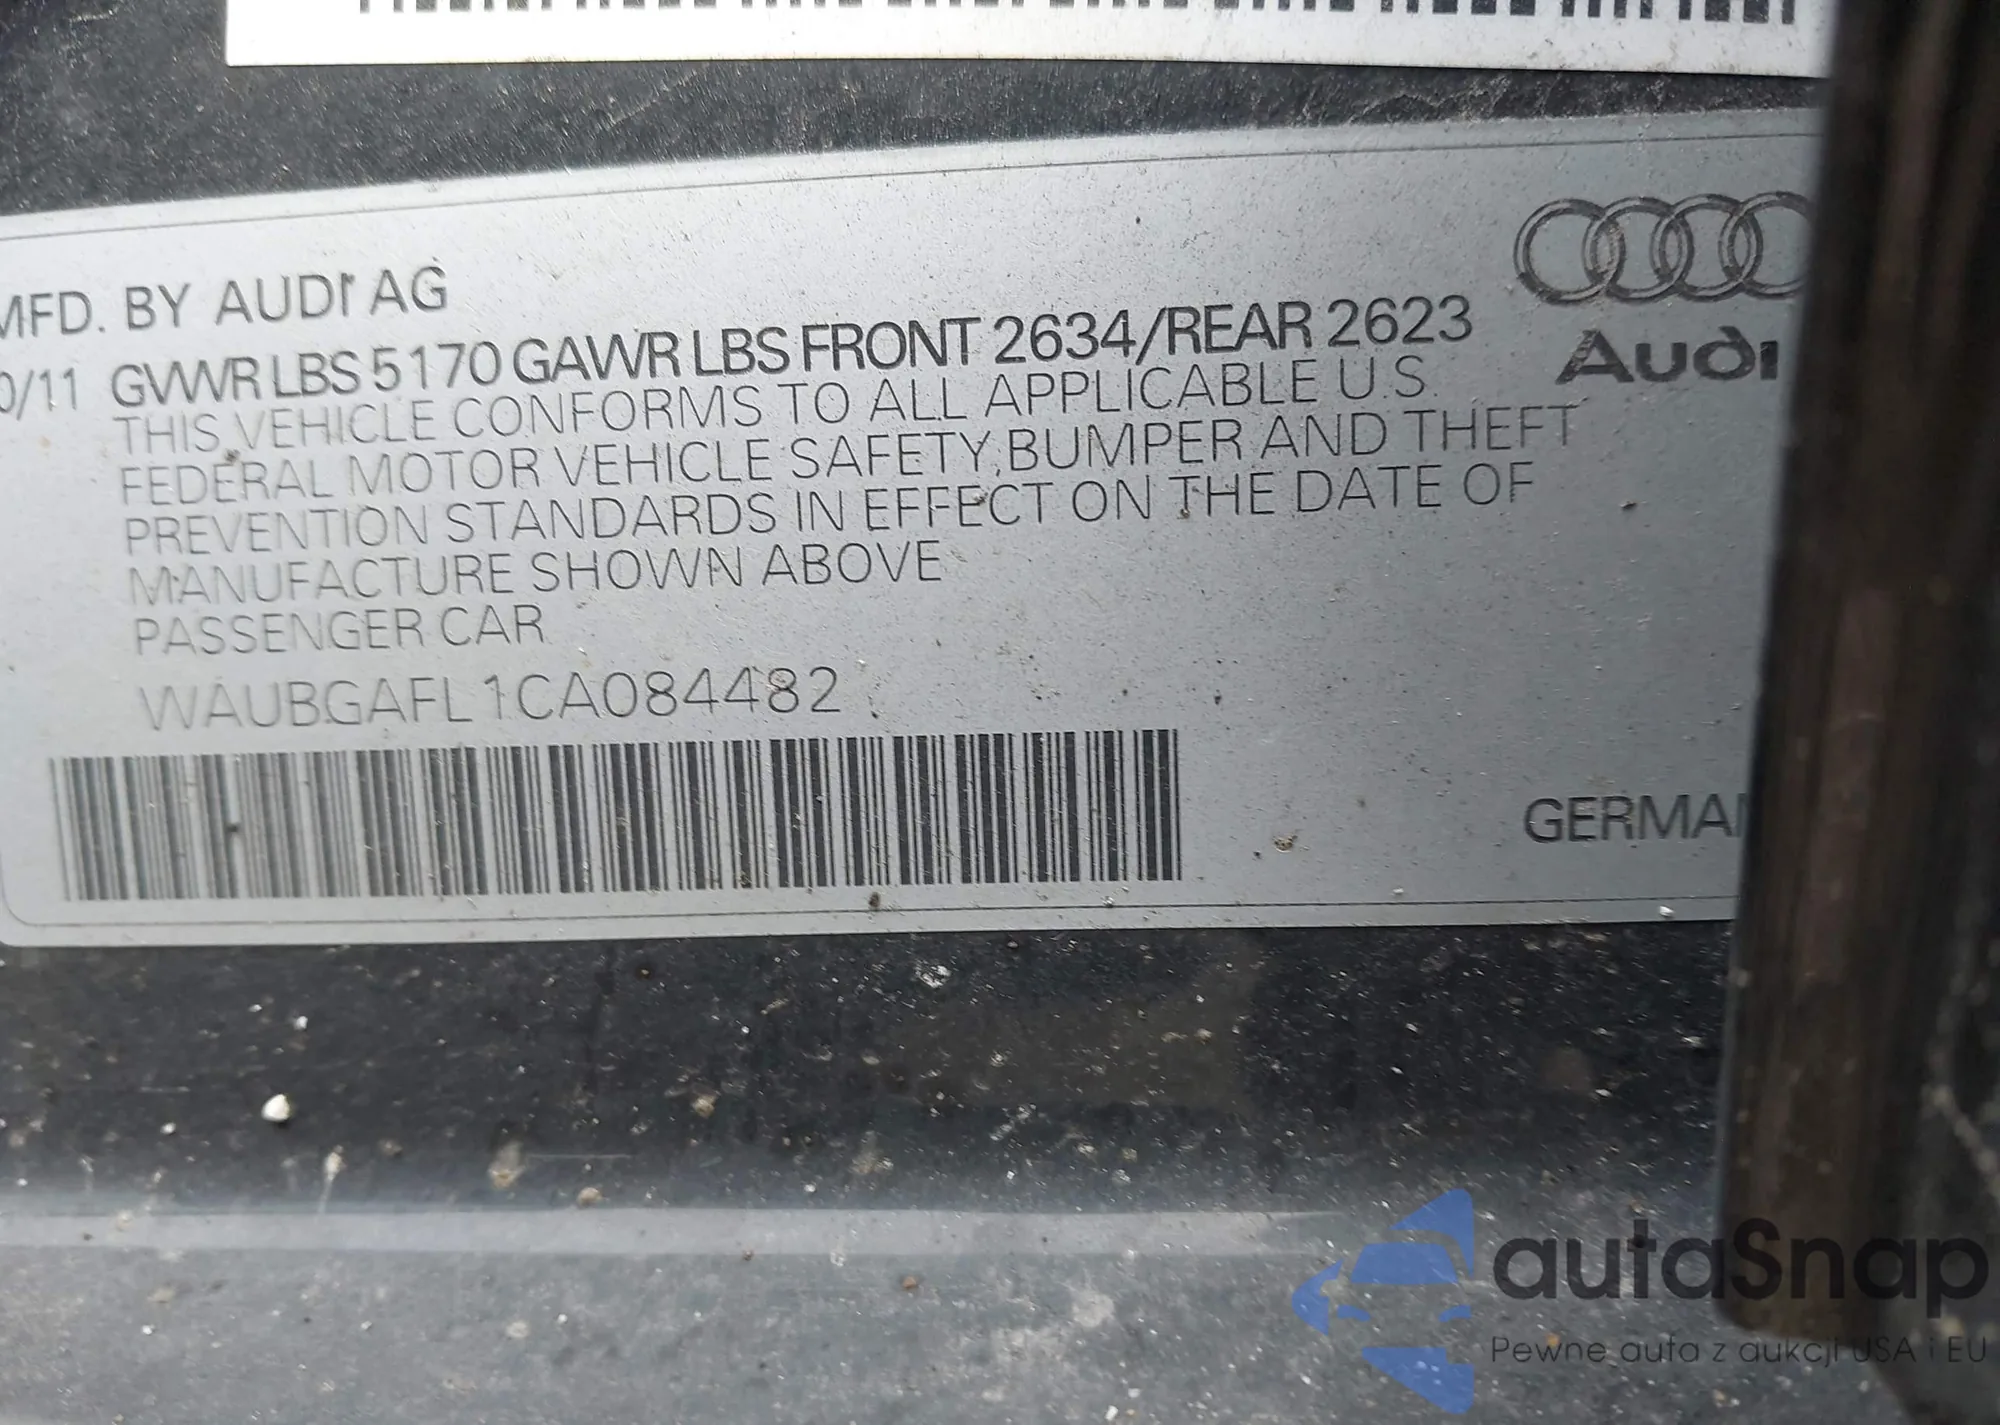 MFD. BY AUDI AG
0/11 GVWR LBS 5170 GAWR LBS FRONT 2634/REAR 2623
THIS VEHICLE CONFORMS TO ALL APPLICABLE U.S.
FEDERAL MOTOR VEHICLE SAFETY, BUMPER AND THEFT
PREVENTION STANDARDS IN EFFECT ON THE DATE OF
MANUFACTURE SHOWN ABOVE
PASSENGER CAR
WAUBGAFL1CA084482
Audi
GERMAN
autaSnap
Pewne auta z aukcji USA i EU